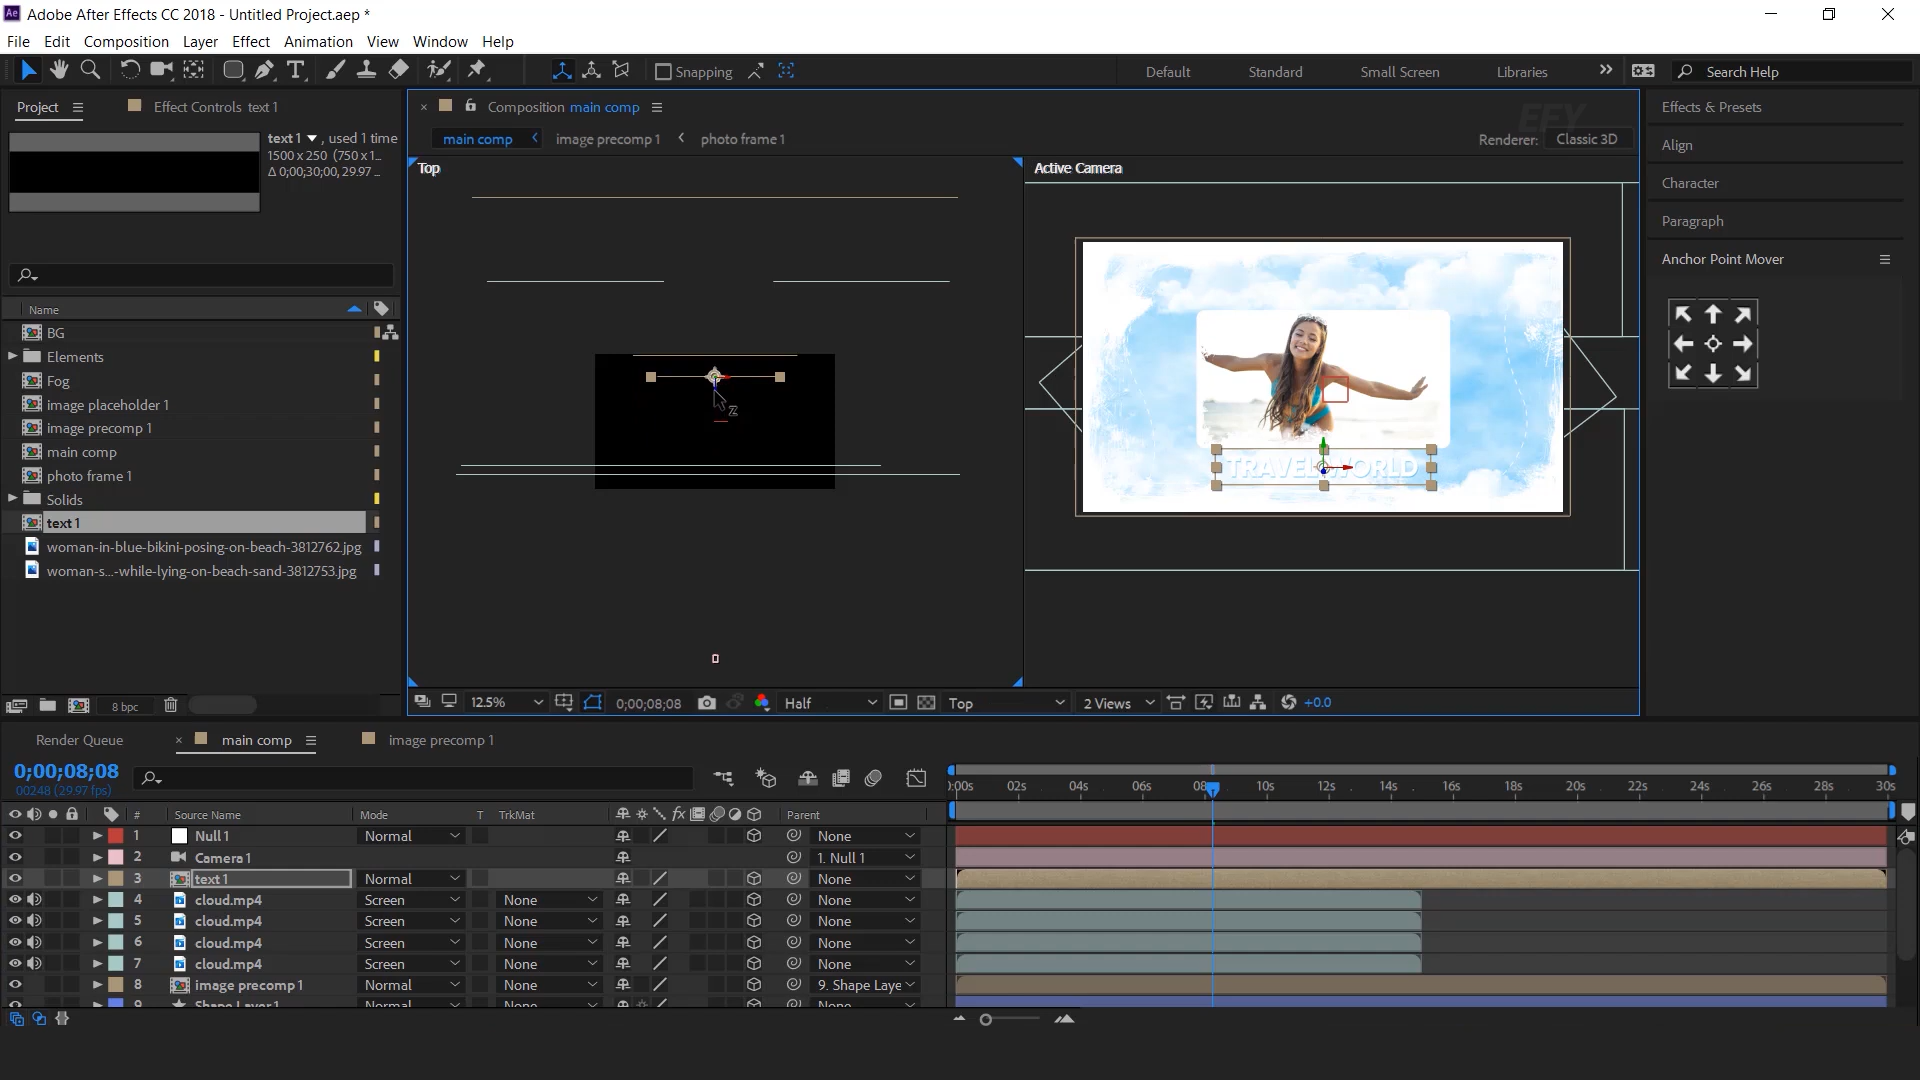 Ae Adobe After Effects CC 2018 - Untitled Project.aep *
File Edit Composition Layer Effect Animation View Window Help
T Snapping Default Standard Small Screen Libraries Search Help
Project Effect Controls text 1
text 1 , used 1 time
1500 x 250 (750 x 1...
Δ 0;00;30;00, 29.97 ...
Name
BG
Elements
Fog
image placeholder 1
image precomp 1
main comp
photo frame 1
Solids
text 1
woman-in-blue-bikini-posing-on-beach-3812762.jpg
woman-s...-while-lying-on-beach-sand-3812753.jpg
8 bpc
Composition main comp
EFY
main comp image precomp 1 photo frame 1 Renderer: Classic 3D
Top
Z
Active Camera
TRAVEL WORLD
12.5% 0;00;08;08 Half Top 2 Views +0.0
Effects & Presets
Align
Character
Paragraph
Anchor Point Mover
Render Queue main comp image precomp 1
0;00;08;08
00248 (29.97 fps)
):00s 02s 04s 06s 08 10s 12s 14s 16s 18s 20s 22s 24s 26s 28s 30s
# Source Name Mode T TrkMat fx Parent
1 Null 1 Normal None
2 Camera 1 1. Null 1
3 text 1 Normal None
4 cloud.mp4 Screen None None
5 cloud.mp4 Screen None None
6 cloud.mp4 Screen None None
7 cloud.mp4 Screen None None
8 image precomp 1 Normal None 9. Shape Laye
9 Shape Layer 1 Normal None None